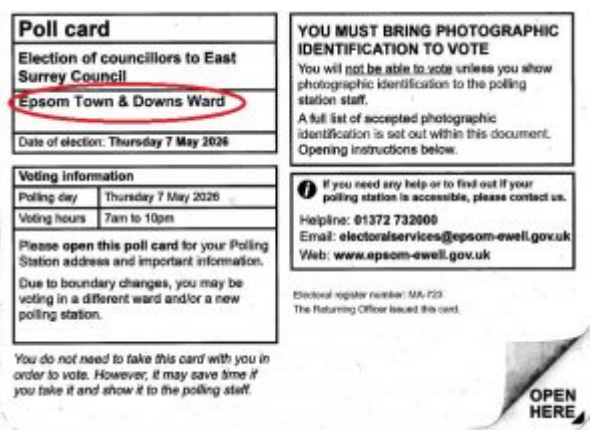 Poll card
Election of councillors to East
Surrey Council
Epsom Town & Downs Ward
Date of election: Thursday 7 May 2026
Voting information
Polling day Thursday 7 May 2026
Voting hours 7am to 10pm
Please open this poll card for your Polling
Station address and important information.
Due to boundary changes, you may be
voting in a different ward and/or a new
polling station.
You do not need to take this card with you in
order to vote. However, it may save time if
you take it and show it to the polling staff.
YOU MUST BRING PHOTOGRAPHIC
IDENTIFICATION TO VOTE
You will not be able to vote unless you show
photographic identification to the polling
station staff.
A full list of accepted photographic
identification is set out within this document.
Opening instructions below.
If you need any help or to find out if your
polling station is accessible, please contact us.
Helpline: 01372 732000
Email: electoralservices@epsom-ewell.gov.uk
Web: www.epsom-ewell.gov.uk
Electoral register number: MA-723
The Returning Officer issued this card.
OPEN
HERE